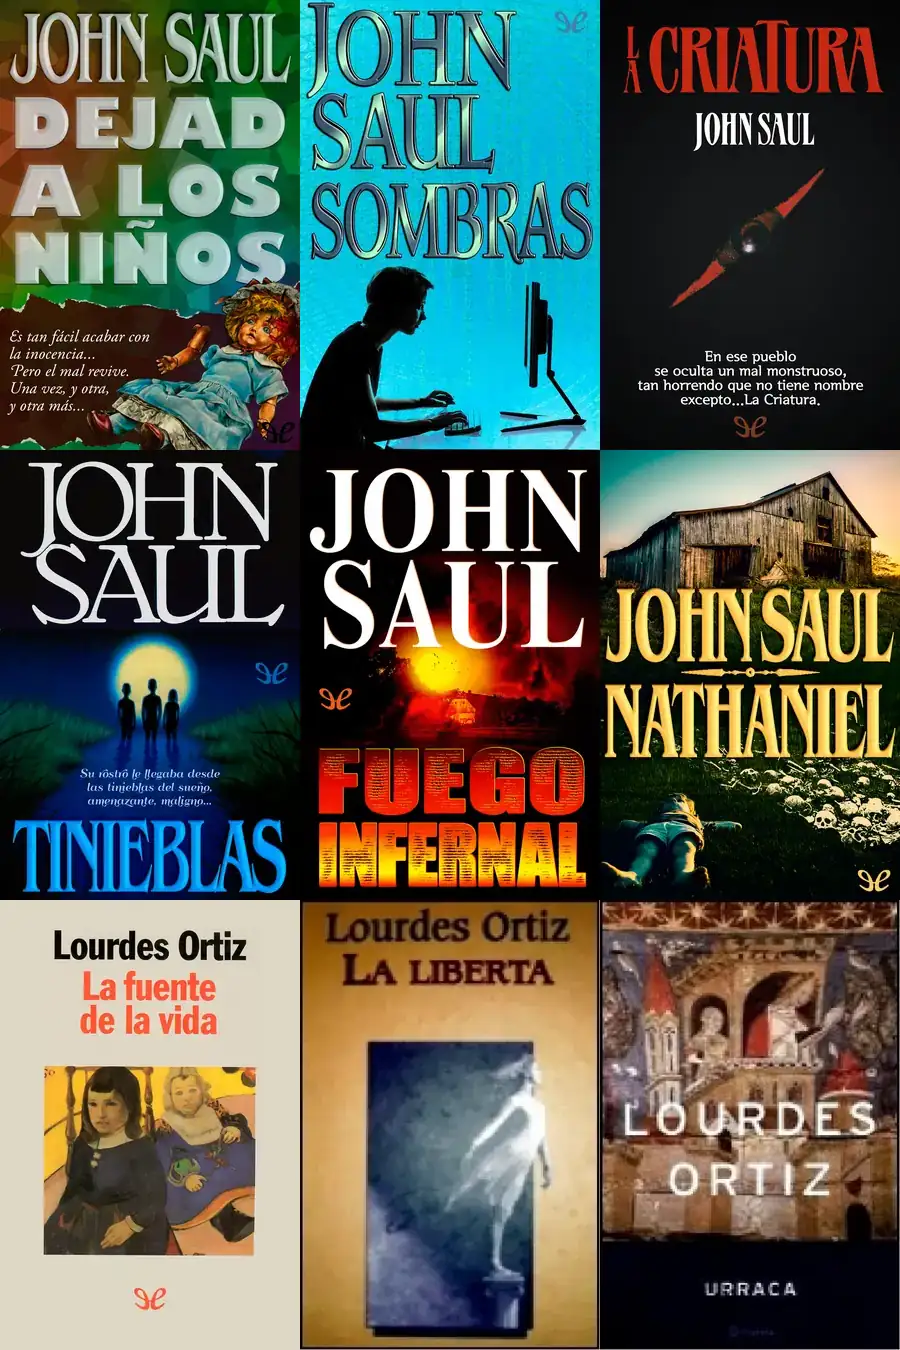 JOHN SAUL
DEJAD
A LOS
NIÑOS
Es tan fácil acabar con
la inocencia...
Pero el mal revive.
Una vez, y otra,
y otra más...
JOHN
SAUL
SOMBRAS
LA CRIATURA
JOHN SAUL
En ese pueblo
se oculta un mal monstruoso,
tan horrendo que no tiene nombre
excepto...La Criatura.
JOHN
SAUL
Su rostro le llegaba desde
las tinieblas del sueño,
amenazante, maligno...
TINIEBLAS
JOHN
SAUL
FUEGO
INFERNAL
JOHN SAUL
NATHANIEL
Lourdes Ortiz
La fuente
de la vida
Lourdes Ortiz
LA LIBERTA
LOURDES
ORTIZ
URRACA